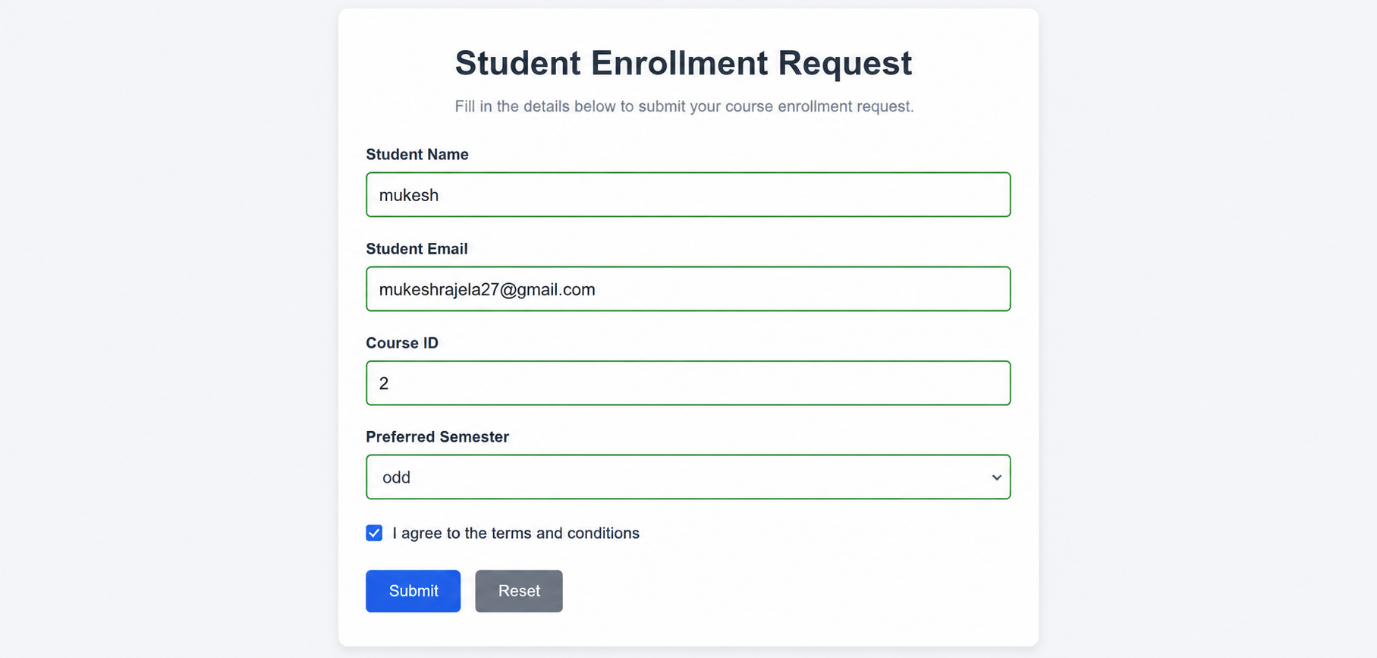 Student Enrollment Request
Fill in the details below to submit your course enrollment request.
Student Name
mukesh
Student Email
mukeshrajela27@gmail.com
Course ID
2
Preferred Semester
odd
I agree to the terms and conditions
Submit Reset